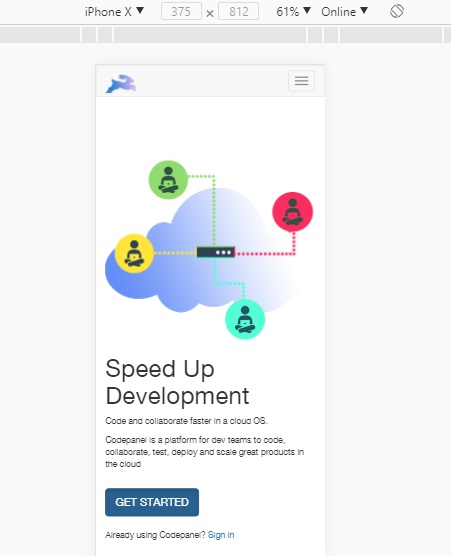 iPhone X ▼ 375 × 812 61% ▼ Online ▼
Speed Up
Development
Code and collaborate faster in a cloud OS.
Codepanel is a platform for dev teams to code,
collaborate, test, deploy and scale great products in
the cloud
GET STARTED
Already using Codepanel? Sign in